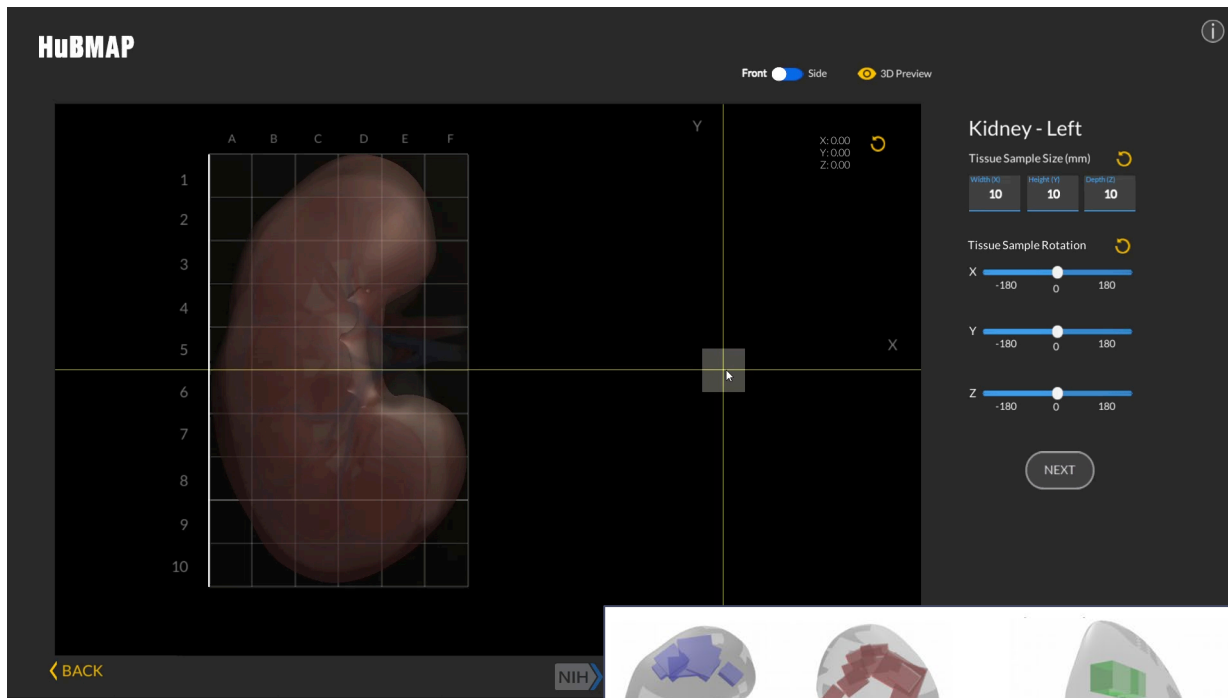 HuBMAP
Front Side 3D Preview
Y
X: 0.00
Y: 0.00
Z: 0.00
A B C D E F
1
2
3
4
5
6
7
8
9
10
X
Kidney - Left
Tissue Sample Size (mm)
Width (X) Height (Y) Depth (Z)
10 10 10
Tissue Sample Rotation
X
-180 0 180
Y
-180 0 180
Z
-180 0 180
NEXT
BACK
NIH